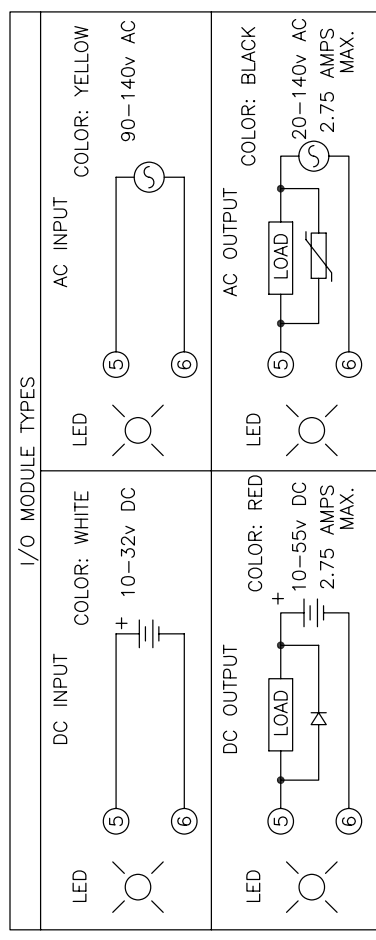 I/O MODULE TYPES
DC INPUT
COLOR: WHITE
LED
5
6
+
10-32v DC
AC INPUT
COLOR: YELLOW
LED
5
6
90-140v AC
DC OUTPUT
COLOR: RED
LED
5
6
LOAD
+
10-55v DC
2.75 AMPS
MAX.
AC OUTPUT
COLOR: BLACK
LED
5
6
LOAD
20-140v AC
2.75 AMPS
MAX.